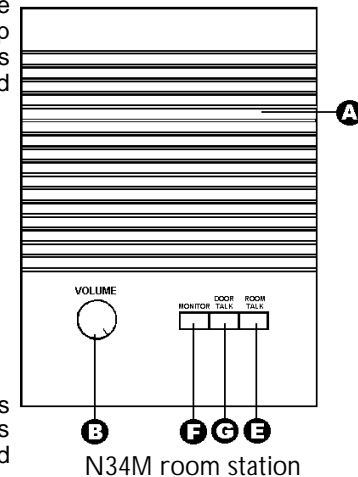 A
VOLUME
MONITOR
DOOR TALK
ROOM TALK
B
F G E
N34M room station